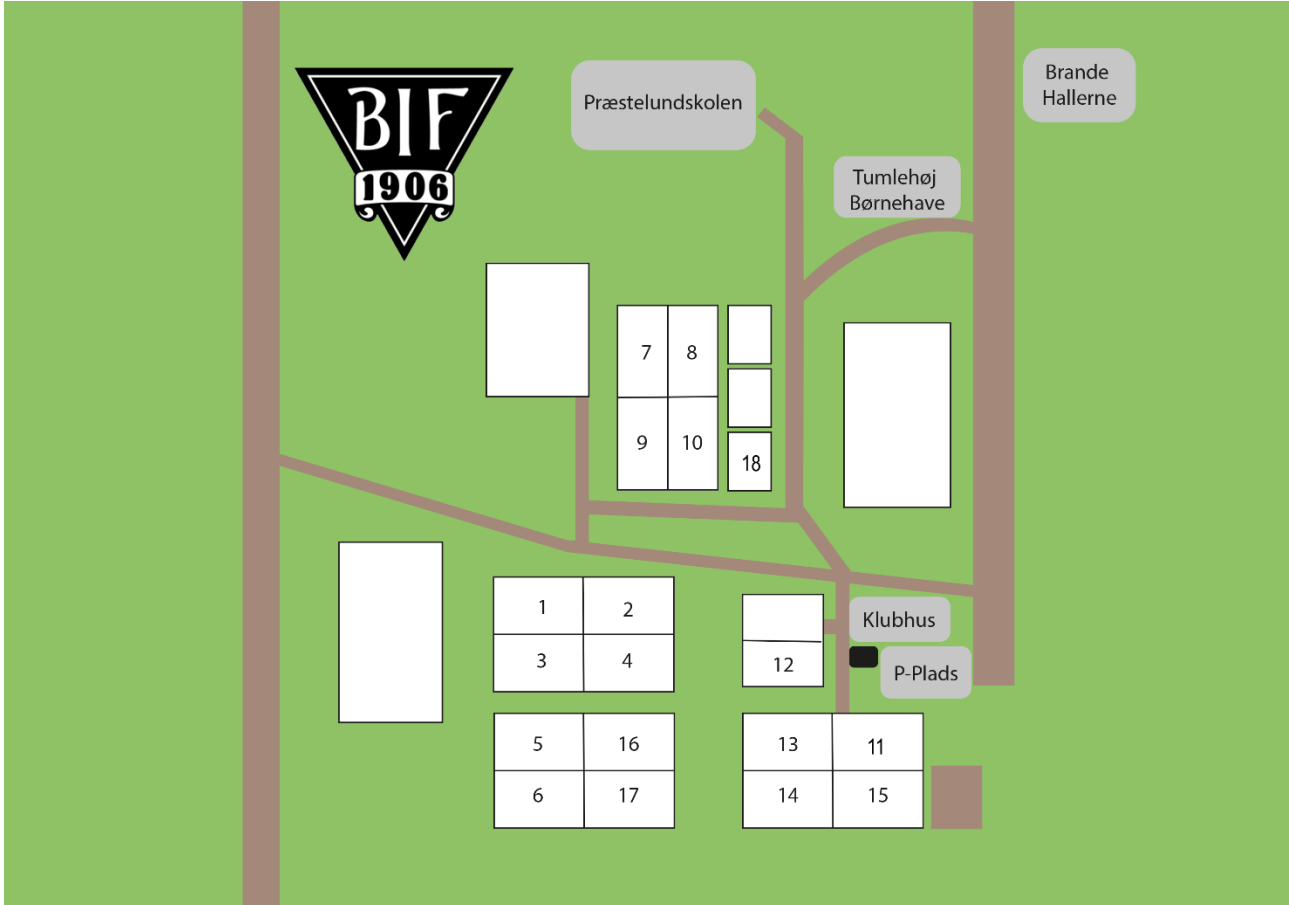 BIF
1906
Præstelundskolen
Brande
Hallerne
Tumlehøj
Børnehave
7
8
9
10
18
1
2
3
4
Klubhus
12
P-Plads
5
16
6
17
13
11
14
15